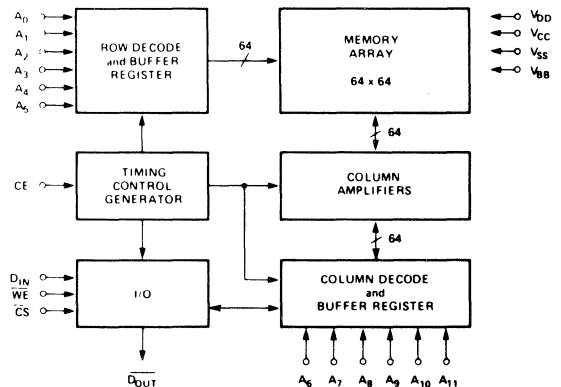 A0
A1
A2
A3
A4
A5
ROW DECODE
and BUFFER
REGISTER
64
MEMORY
ARRAY
64 x 64
VDD
VCC
VSS
VBB
64
CE
TIMING
CONTROL
GENERATOR
COLUMN
AMPLIFIERS
64
DIN
WE
CS
I/O
COLUMN DECODE
and
BUFFER REGISTER
DOUT
A6 A7 A8 A9 A10 A11